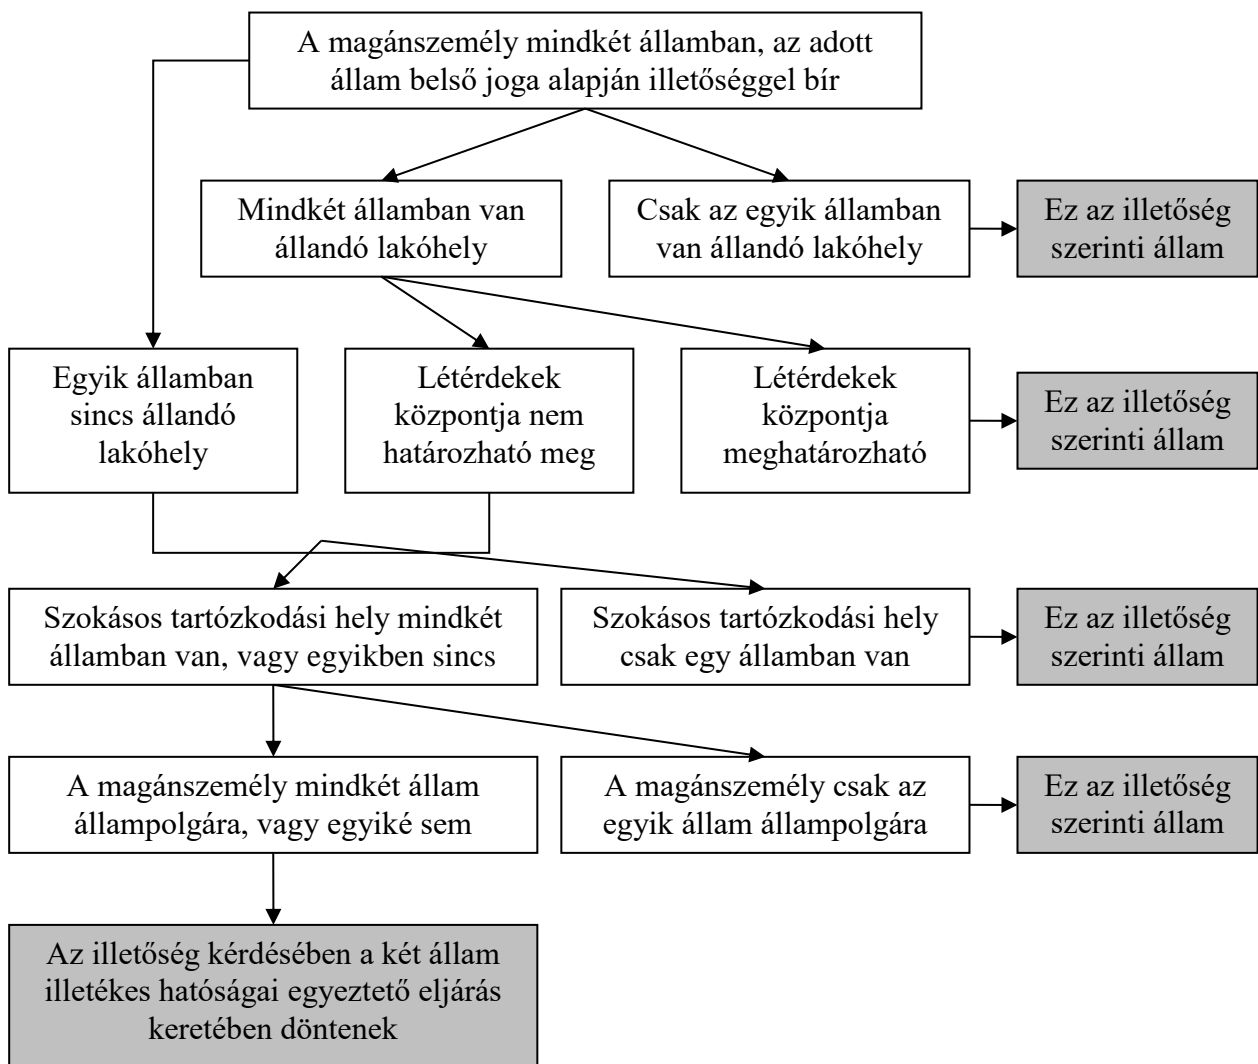 A magánszemély mindkét államban, az adott
állam belső joga alapján illetőséggel bír
Mindkét államban van
állandó lakóhely
Csak az egyik államban
van állandó lakóhely
Ez az illetőség
szerinti állam
Egyik államban
sincs állandó
lakóhely
Létérdekek
központja nem
határozható meg
Létérdekek
központja
meghatározható
Ez az illetőség
szerinti állam
Szokásos tartózkodási hely mindkét
államban van, vagy egyikben sincs
Szokásos tartózkodási hely
csak egy államban van
Ez az illetőség
szerinti állam
A magánszemély mindkét állam
állampolgára, vagy egyiké sem
A magánszemély csak az
egyik állam állampolgára
Ez az illetőség
szerinti állam
Az illetőség kérdésében a két állam
illetékes hatóságai egyeztető eljárás
keretében döntenek